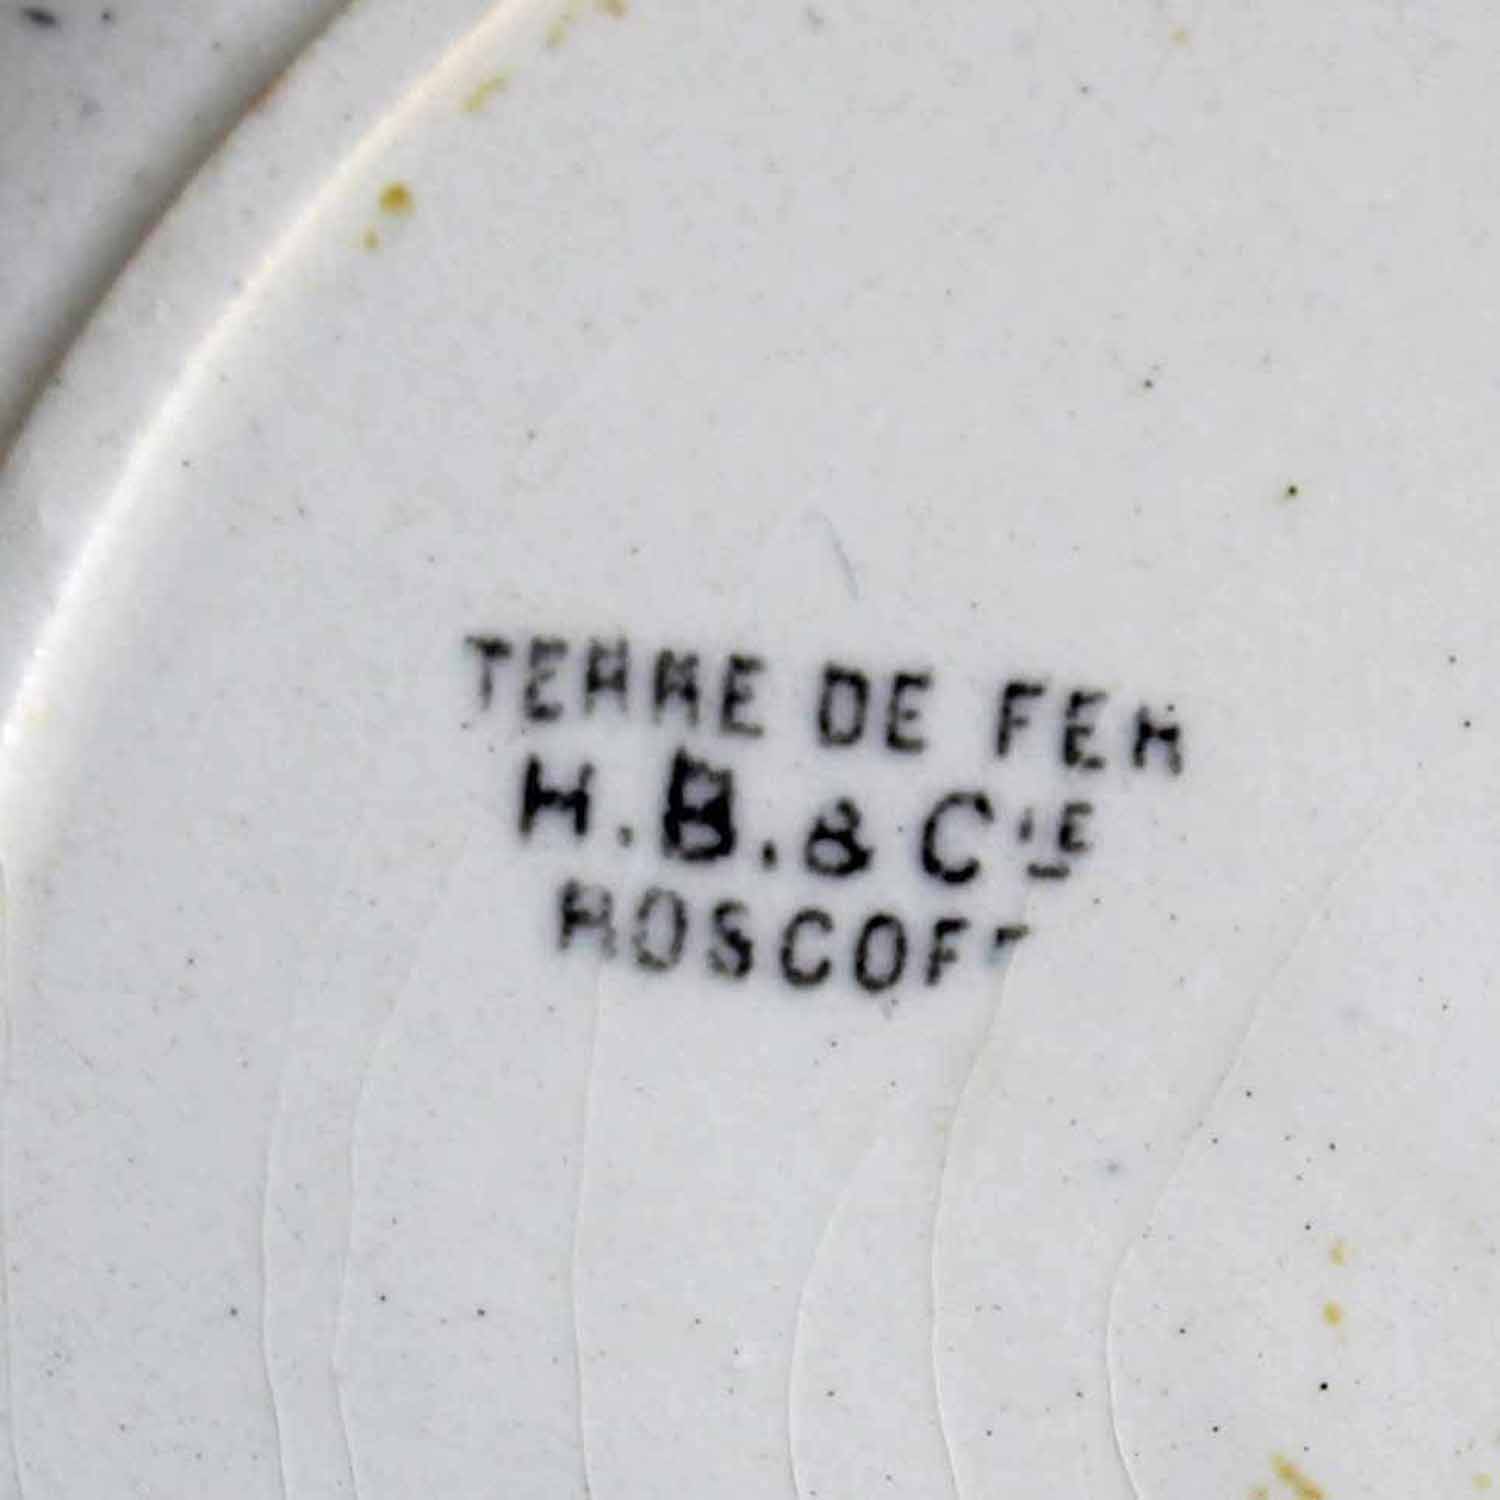 TERRE DE FER
H.B. & Cie
ROSCOFF